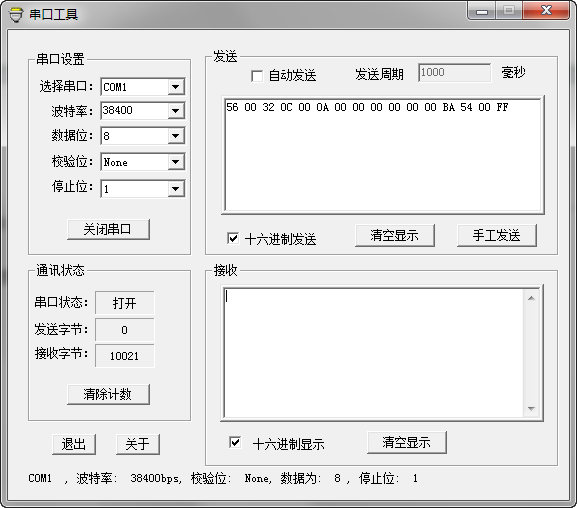 串口工具
串口设置
选择串口: COM1
波特率: 38400
数据位: 8
校验位: None
停止位: 1
关闭串口
发送
自动发送 发送周期 1000 毫秒
56 00 32 0C 00 0A 00 00 00 00 00 00 BA 54 00 FF
十六进制发送 清空显示 手工发送
通讯状态
串口状态: 打开
发送字节: 0
接收字节: 10021
清除计数
接收
十六进制显示 清空显示
退出 关于
COM1 , 波特率: 38400bps, 校验位: None, 数据为: 8 , 停止位: 1